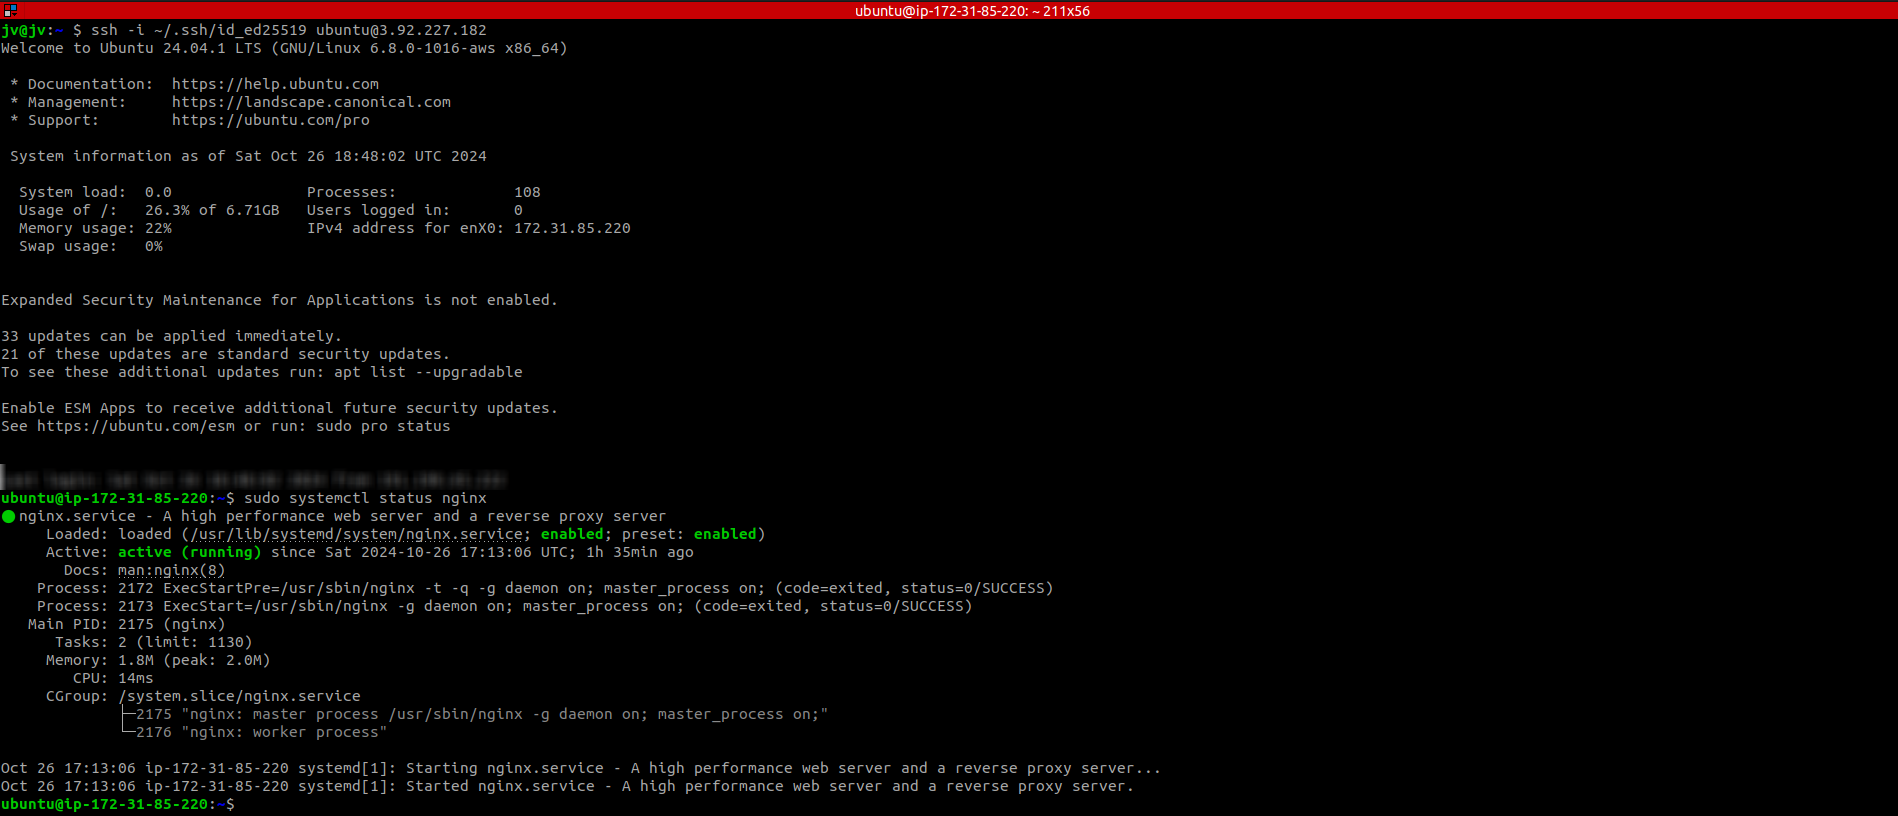 ubuntu@ip-172-31-85-220: ~ 211x56
jv@jv:~ $ ssh -i ~/.ssh/id_ed25519 ubuntu@3.92.227.182
Welcome to Ubuntu 24.04.1 LTS (GNU/Linux 6.8.0-1016-aws x86_64)
* Documentation:  https://help.ubuntu.com
* Management:     https://landscape.canonical.com
* Support:        https://ubuntu.com/pro
System information as of Sat Oct 26 18:48:02 UTC 2024
System load:  0.0               Processes:             108
Usage of /:   26.3% of 6.71GB   Users logged in:       0
Memory usage: 22%               IPv4 address for enX0: 172.31.85.220
Swap usage:   0%
Expanded Security Maintenance for Applications is not enabled.
33 updates can be applied immediately.
21 of these updates are standard security updates.
To see these additional updates run: apt list --upgradable
Enable ESM Apps to receive additional future security updates.
See https://ubuntu.com/esm or run: sudo pro status
ubuntu@ip-172-31-85-220:~$ sudo systemctl status nginx
● nginx.service - A high performance web server and a reverse proxy server
Loaded: loaded (/usr/lib/systemd/system/nginx.service; enabled; preset: enabled)
Active: active (running) since Sat 2024-10-26 17:13:06 UTC; 1h 35min ago
Docs: man:nginx(8)
Process: 2172 ExecStartPre=/usr/sbin/nginx -t -q -g daemon on; master_process on; (code=exited, status=0/SUCCESS)
Process: 2173 ExecStart=/usr/sbin/nginx -g daemon on; master_process on; (code=exited, status=0/SUCCESS)
Main PID: 2175 (nginx)
Tasks: 2 (limit: 1130)
Memory: 1.8M (peak: 2.0M)
CPU: 14ms
CGroup: /system.slice/nginx.service
├─2175 "nginx: master process /usr/sbin/nginx -g daemon on; master_process on;"
└─2176 "nginx: worker process"
Oct 26 17:13:06 ip-172-31-85-220 systemd[1]: Starting nginx.service - A high performance web server and a reverse proxy server...
Oct 26 17:13:06 ip-172-31-85-220 systemd[1]: Started nginx.service - A high performance web server and a reverse proxy server.
ubuntu@ip-172-31-85-220:~$